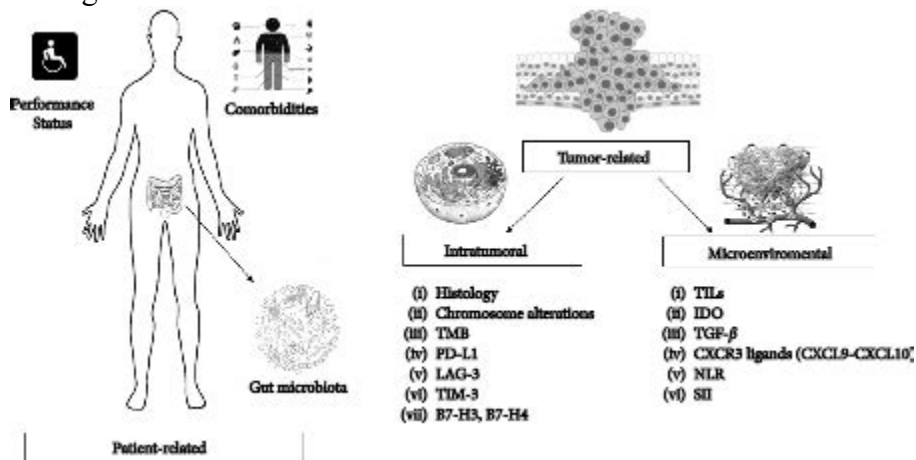 Performance
Status
Comorbidities
Gut microbiota
Patient-related
Tumor-related
Intratumoral
(i) Histology
(ii) Chromosome alterations
(iii) TMB
(iv) PD-L1
(v) LAG-3
(vi) TIM-3
(vii) B7-H3, B7-H4
Microenviromental
(i) TILs
(ii) IDO
(iii) TGF-β
(iv) CXCR3 ligands (CXCL9-CXCL10)
(v) NLR
(vi) SII